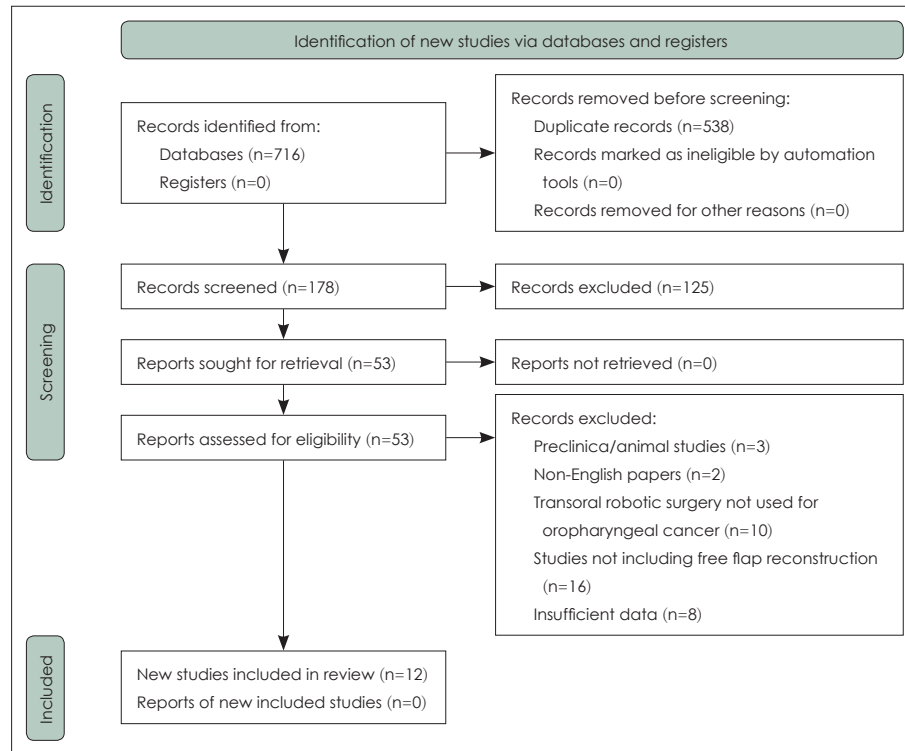 Identification of new studies via databases and registers
Identification
Records identified from:
Databases (n=716)
Registers (n=0)
Records removed before screening:
Duplicate records (n=538)
Records marked as ineligible by automation
tools (n=0)
Records removed for other reasons (n=0)
Screening
Records screened (n=178)
Records excluded (n=125)
Reports sought for retrieval (n=53)
Reports not retrieved (n=0)
Reports assessed for eligibility (n=53)
Records excluded:
Preclinica/animal studies (n=3)
Non-English papers (n=2)
Transoral robotic surgery not used for
oropharyngeal cancer (n=10)
Studies not including free flap reconstruction
(n=16)
Insufficient data (n=8)
Included
New studies included in review (n=12)
Reports of new included studies (n=0)